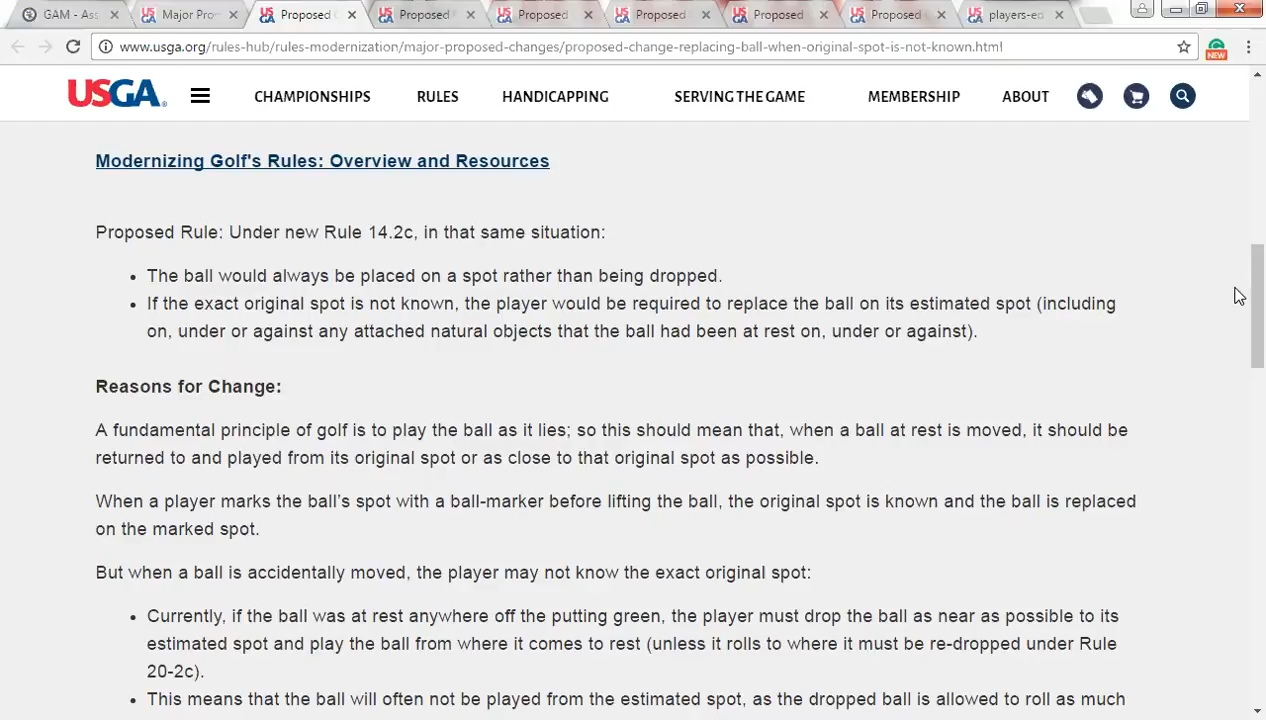 GAM - Ass
Major Pro
Proposed C
Proposed
Proposed
Proposed
Proposed
Proposed
players-ed
www.usga.org/rules-hub/rules-modernization/major-proposed-changes/proposed-change-replacing-ball-when-original-spot-is-not-known.html
NEW
USGA
CHAMPIONSHIPS RULES HANDICAPPING SERVING THE GAME MEMBERSHIP ABOUT
Modernizing Golf's Rules: Overview and Resources
Proposed Rule: Under new Rule 14.2c, in that same situation:
• The ball would always be placed on a spot rather than being dropped.
• If the exact original spot is not known, the player would be required to replace the ball on its estimated spot (including
on, under or against any attached natural objects that the ball had been at rest on, under or against).
Reasons for Change:
A fundamental principle of golf is to play the ball as it lies; so this should mean that, when a ball at rest is moved, it should be
returned to and played from its original spot or as close to that original spot as possible.
When a player marks the ball’s spot with a ball-marker before lifting the ball, the original spot is known and the ball is replaced
on the marked spot.
But when a ball is accidentally moved, the player may not know the exact original spot:
• Currently, if the ball was at rest anywhere off the putting green, the player must drop the ball as near as possible to its
estimated spot and play the ball from where it comes to rest (unless it rolls to where it must be re-dropped under Rule
20-2c).
• This means that the ball will often not be played from the estimated spot, as the dropped ball is allowed to roll as much